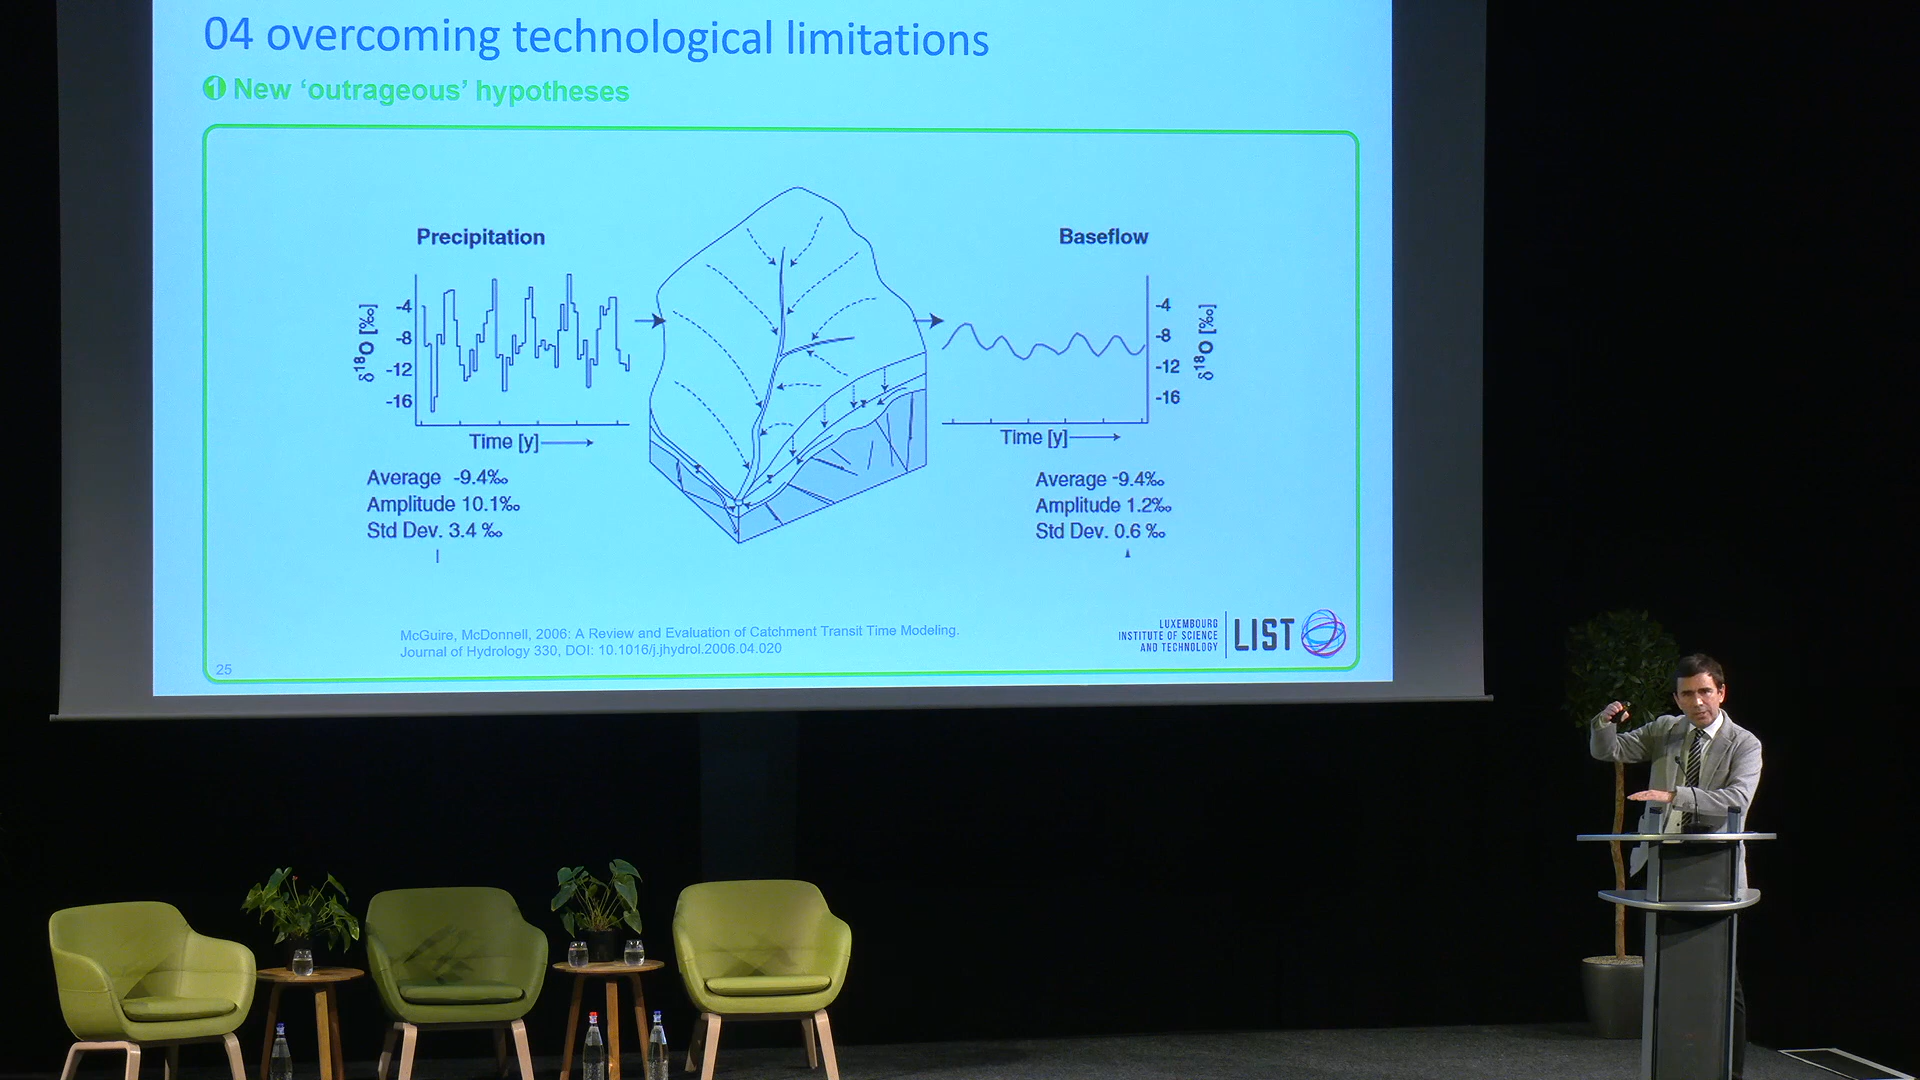 04 overcoming technological limitations
1 New ‘outrageous’ hypotheses
Precipitation
δ¹⁸O [‰]
-4
-8
-12
-16
Time [y]
Average -9.4‰
Amplitude 10.1‰
Std Dev. 3.4 ‰
Baseflow
-4
-8
-12
-16
δ¹⁸O [‰]
Time [y]
Average -9.4‰
Amplitude 1.2‰
Std Dev. 0.6 ‰
McGuire, McDonnell, 2006: A Review and Evaluation of Catchment Transit Time Modeling.
Journal of Hydrology 330, DOI: 10.1016/j.jhydrol.2006.04.020
LUXEMBOURG
INSTITUTE OF SCIENCE
AND TECHNOLOGY
LIST
25